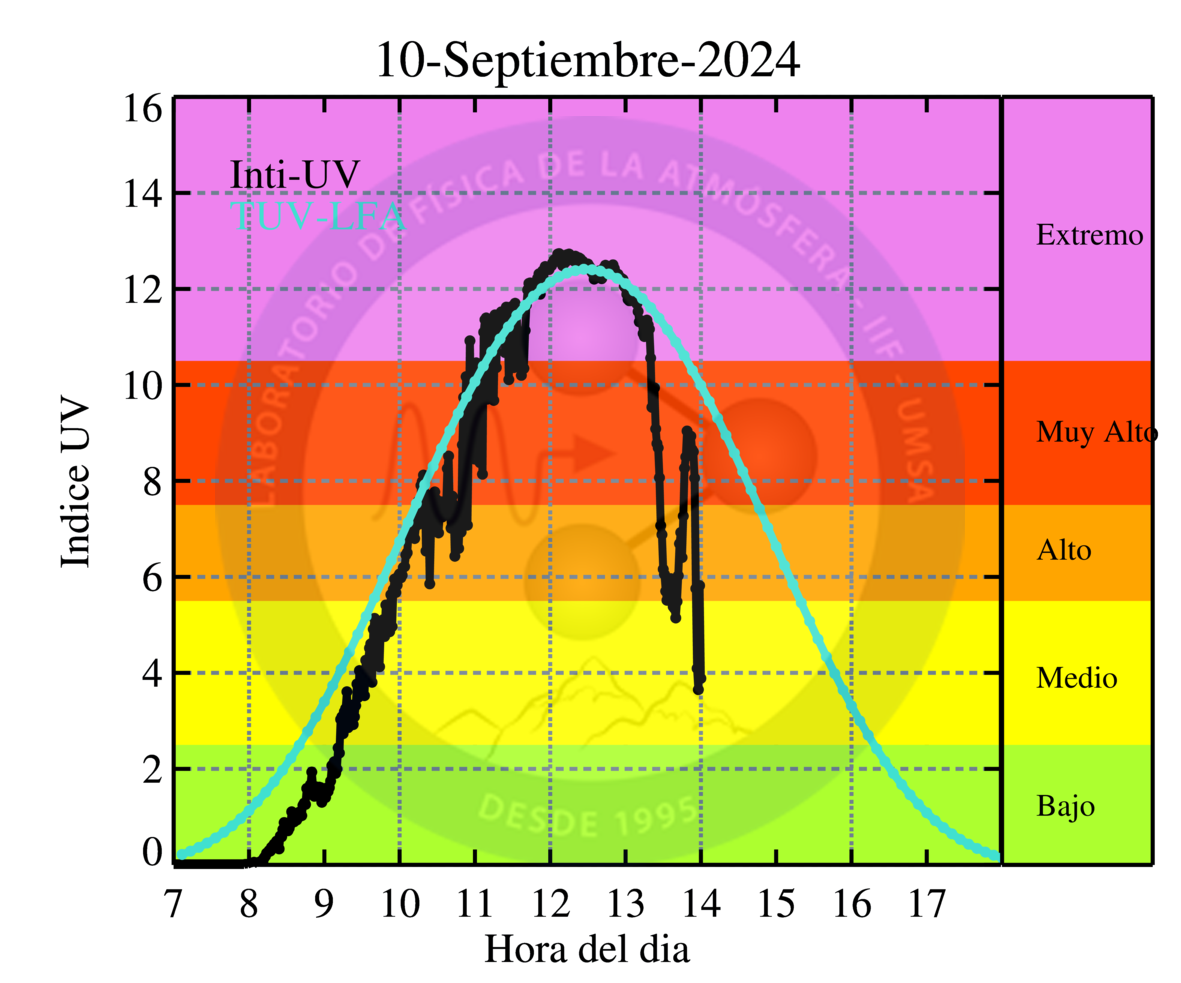 10-Septiembre-2024
16
14
12
10
8
6
4
2
0
Indice UV
Inti-UV
TUV-LFA
LABORATORIO DE FÍSICA DE LA ATMÓSFERA - IIF - UMSA
DESDE 1995
Extremo
Muy Alto
Alto
Medio
Bajo
7 8 9 10 11 12 13 14 15 16 17
Hora del dia